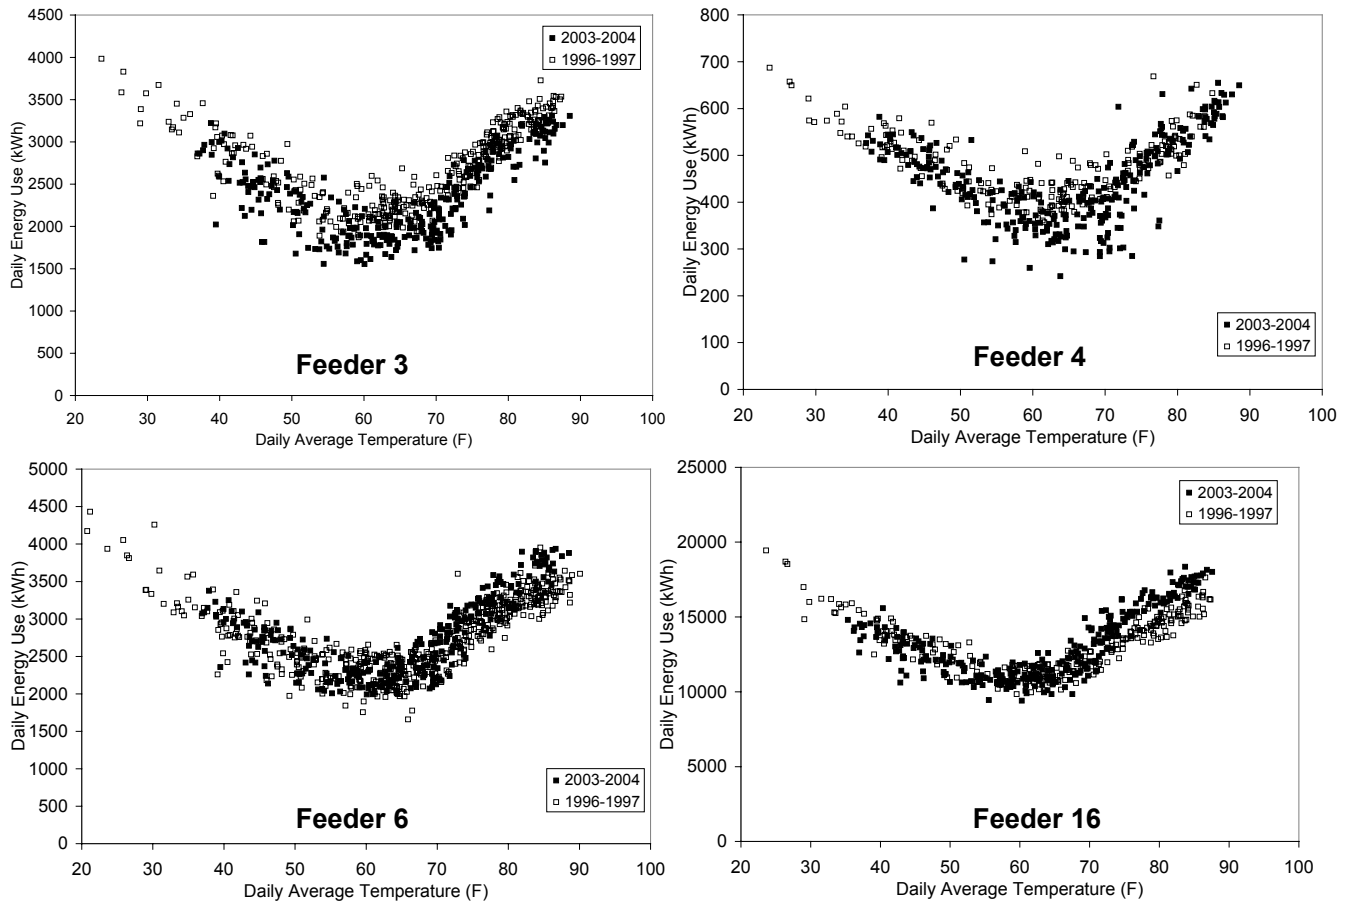 4500
4000
3500
3000
2500
2000
1500
1000
500
0
Daily Energy Use (kWh)
2003-2004
1996-1997
Feeder 3
20 30 40 50 60 70 80 90 100
Daily Average Temperature (F)
800
700
600
500
400
300
200
100
0
Daily Energy Use (kWh)
2003-2004
1996-1997
Feeder 4
20 30 40 50 60 70 80 90 100
Daily Average Temperature (F)
5000
4500
4000
3500
3000
2500
2000
1500
1000
500
0
Daily Energy Use (kWh)
2003-2004
1996-1997
Feeder 6
20 30 40 50 60 70 80 90 100
Daily Average Temperature (F)
25000
20000
15000
10000
5000
0
Daily Energy Use (kWh)
2003-2004
1996-1997
Feeder 16
20 30 40 50 60 70 80 90 100
Daily Average Temperature (F)